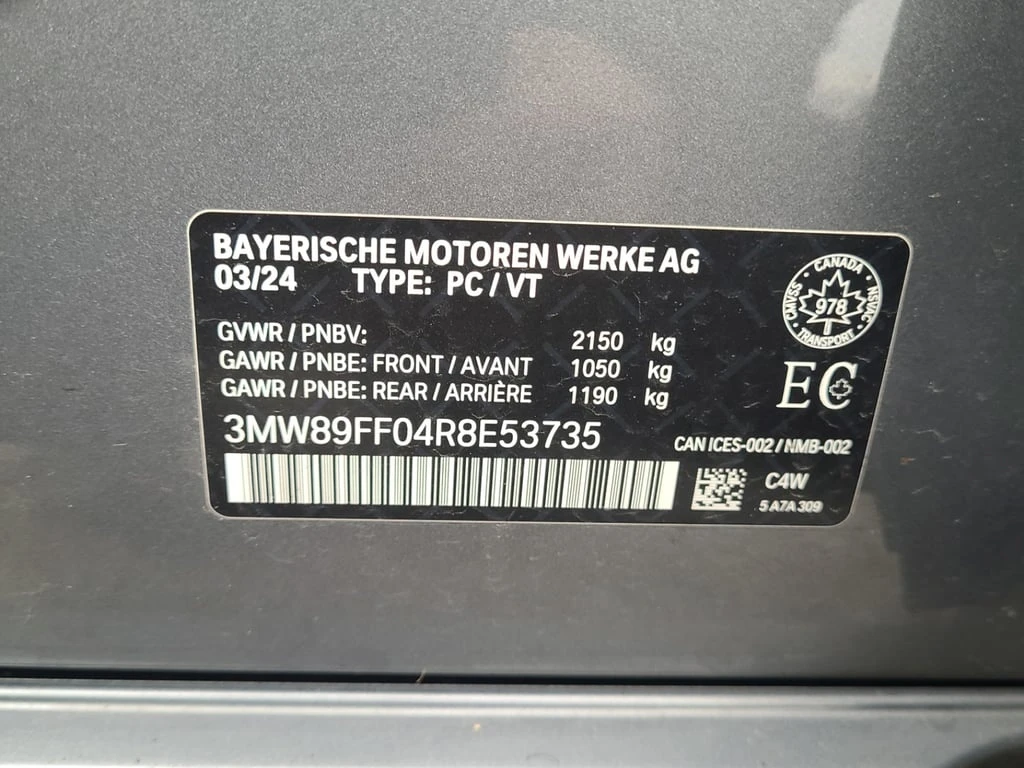 BAYERISCHE MOTOREN WERKE AG
03/24 TYPE: PC / VT
GVWR / PNBV: 2150 kg
GAWR / PNBE: FRONT / AVANT 1050 kg
GAWR / PNBE: REAR / ARRIÈRE 1190 kg
3MW89FF04R8E53735
CANADA
CMVSS · NSVAC
978
TRANSPORT
EC
CAN ICES-002 / NMB-002
C4W
5 A7A 309